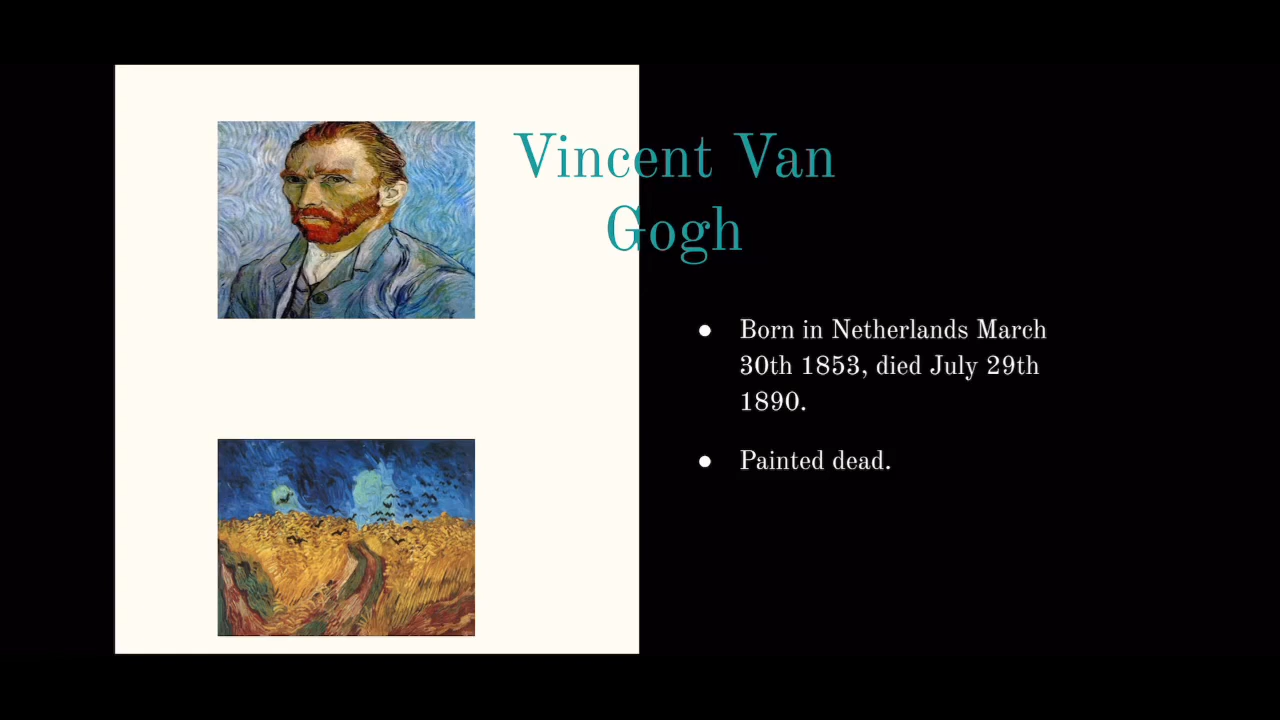 Vincent Van
Gogh
● Born in Netherlands March
30th 1853, died July 29th
1890.
● Painted dead.